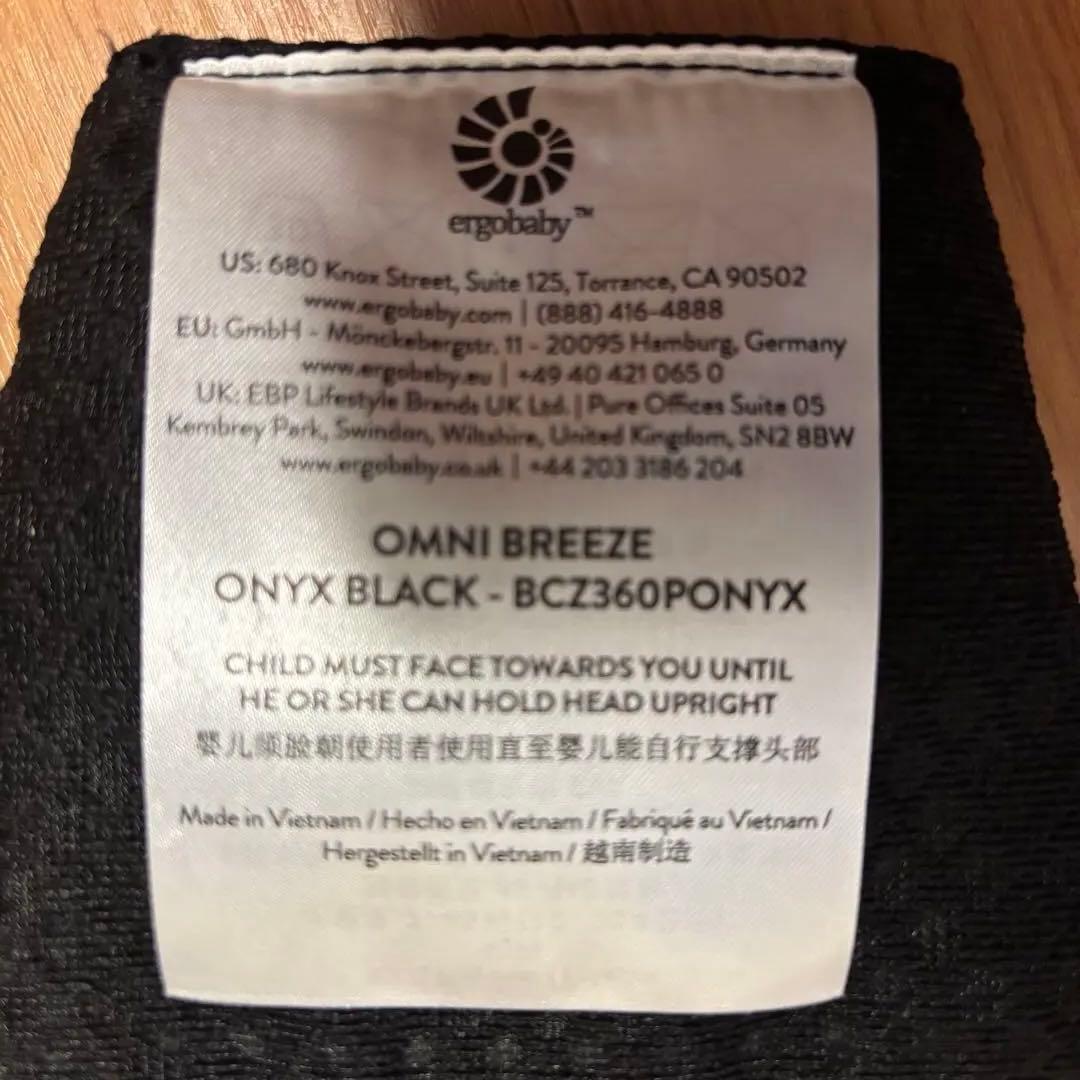 ergobaby™
US: 680 Knox Street, Suite 125, Torrance, CA 90502
www.ergobaby.com | (888) 416-4888
EU: GmbH - Mönckebergstr. 11 - 20095 Hamburg, Germany
www.ergobaby.eu | +49 40 421 065 0
UK: EBP Lifestyle Brands UK Ltd. | Pure Offices Suite 05
Kembrey Park, Swindon, Wiltshire, United Kingdom, SN2 8BW
www.ergobaby.co.uk | +44 203 3186 204
OMNI BREEZE
ONYX BLACK - BCZ360PONYX
CHILD MUST FACE TOWARDS YOU UNTIL
HE OR SHE CAN HOLD HEAD UPRIGHT
婴儿须脸朝使用者使用直至婴儿能自行支撑头部
Made in Vietnam / Hecho en Vietnam / Fabriqué au Vietnam /
Hergestellt in Vietnam / 越南制造